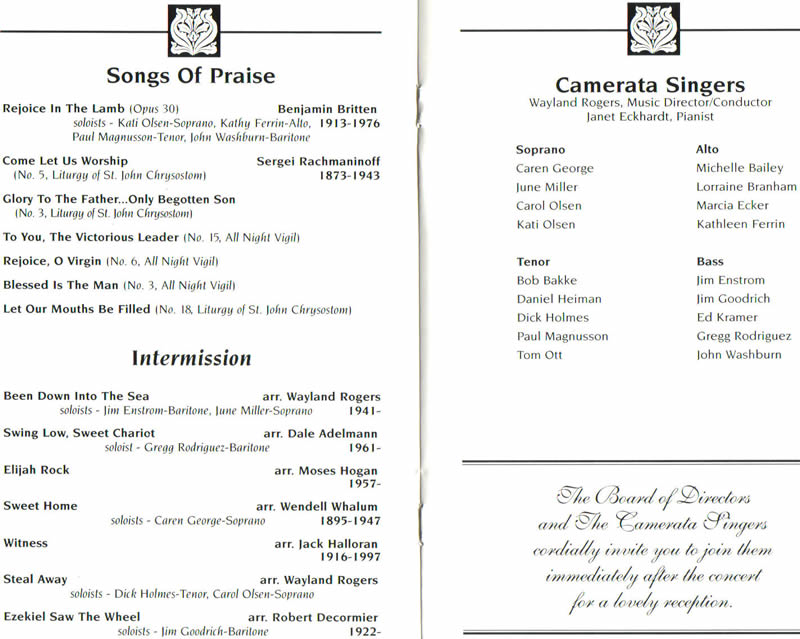 Songs Of Praise
Rejoice In The Lamb (Opus 30) Benjamin Britten
soloists - Kati Olsen-Soprano, Kathy Ferrin-Alto, 1913-1976
Paul Magnusson-Tenor, John Washburn-Baritone
Come Let Us Worship Sergei Rachmaninoff
(No. 5, Liturgy of St. John Chrysostom) 1873-1943
Glory To The Father...Only Begotten Son
(No. 3, Liturgy of St. John Chrysostom)
To You, The Victorious Leader (No. 15, All Night Vigil)
Rejoice, O Virgin (No. 6, All Night Vigil)
Blessed Is The Man (No. 3, All Night Vigil)
Let Our Mouths Be Filled (No. 18, Liturgy of St. John Chrysostom)
Intermission
Been Down Into The Sea arr. Wayland Rogers
soloists - Jim Enstrom-Baritone, June Miller-Soprano 1941-
Swing Low, Sweet Chariot arr. Dale Adelmann
soloist - Gregg Rodriguez-Baritone 1961-
Elijah Rock arr. Moses Hogan
1957-
Sweet Home arr. Wendell Whalum
soloists - Caren George-Soprano 1895-1947
Witness arr. Jack Halloran
1916-1997
Steal Away arr. Wayland Rogers
soloists - Dick Holmes-Tenor, Carol Olsen-Soprano
Ezekiel Saw The Wheel arr. Robert Decormier
soloists - Jim Goodrich-Baritone 1922-
Camerata Singers
Wayland Rogers, Music Director/Conductor
Janet Eckhardt, Pianist
Soprano
Caren George
June Miller
Carol Olsen
Kati Olsen
Alto
Michelle Bailey
Lorraine Branham
Marcia Ecker
Kathleen Ferrin
Tenor
Bob Bakke
Daniel Heiman
Dick Holmes
Paul Magnusson
Tom Ott
Bass
Jim Enstrom
Jim Goodrich
Ed Kramer
Gregg Rodriguez
John Washburn
The Board of Directors
and The Camerata Singers
cordially invite you to join them
immediately after the concert
for a lovely reception.